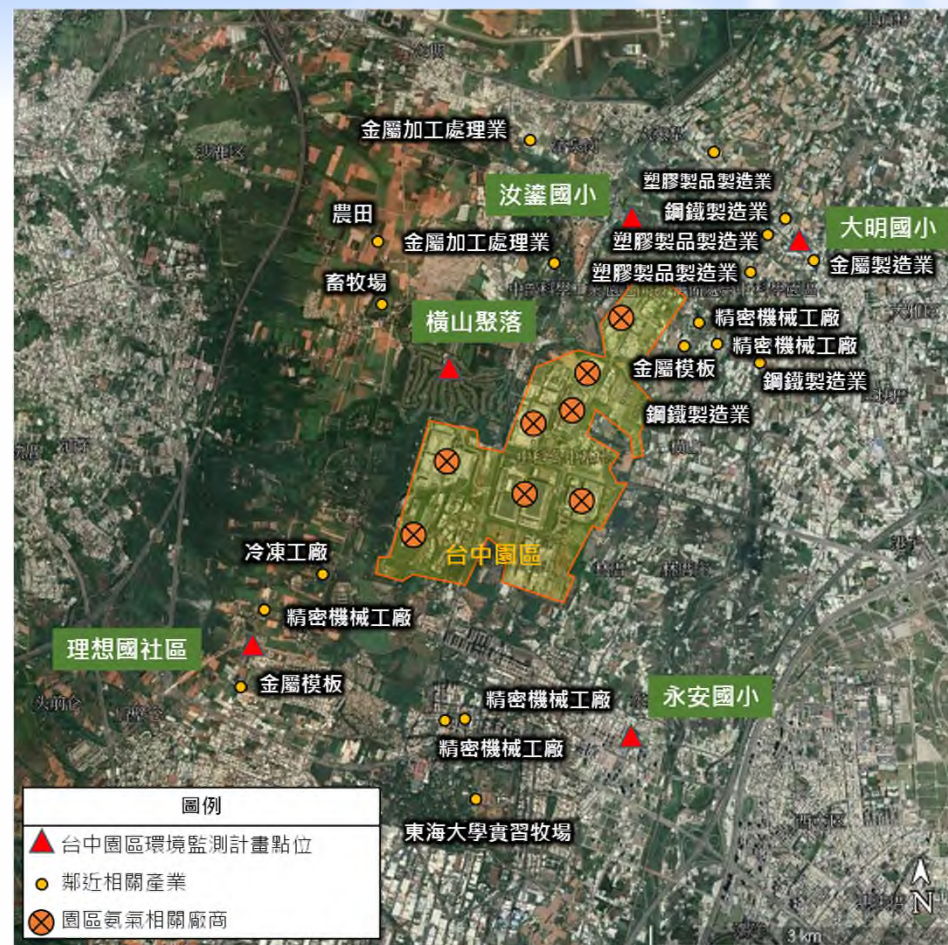 金屬加工處理業
塑膠製品製造業
汝鎏國小
鋼鐵製造業
大明國小
農田
金屬加工處理業
塑膠製品製造業
金屬製造業
塑膠製品製造業
畜牧場
橫山聚落
精密機械工廠
精密機械工廠
金屬模板
鋼鐵製造業
鋼鐵製造業
台中園區
冷凍工廠
精密機械工廠
理想國社區
金屬模板
精密機械工廠
永安國小
精密機械工廠
東海大學實習牧場
圖例
台中園區環境監測計畫點位
鄰近相關產業
園區氨氣相關廠商
N
3 km